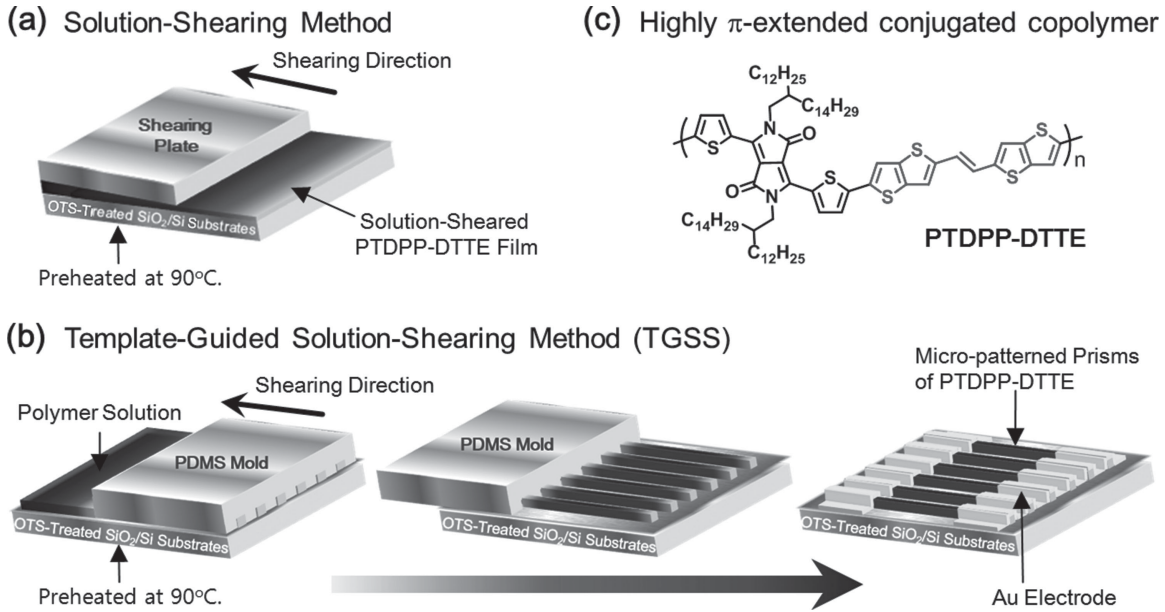 (a) Solution-Shearing Method
Shearing Direction
Shearing
Plate
OTS-Treated SiO₂/Si Substrates
Solution-Sheared
PTDPP-DTTE Film
Preheated at 90°C.
(c) Highly π-extended conjugated copolymer
C₁₂H₂₅
C₁₄H₂₉
N
O
S
S
S
S
S
n
S
O
N
C₁₄H₂₉
C₁₂H₂₅
PTDPP-DTTE
(b) Template-Guided Solution-Shearing Method (TGSS)
Shearing Direction
Polymer Solution
PDMS Mold
OTS-Treated SiO₂/Si Substrates
Preheated at 90°C.
PDMS Mold
OTS-Treated SiO₂/Si Substrates
Micro-patterned Prisms
of PTDPP-DTTE
OTS-Treated SiO₂/Si Substrates
Au Electrode